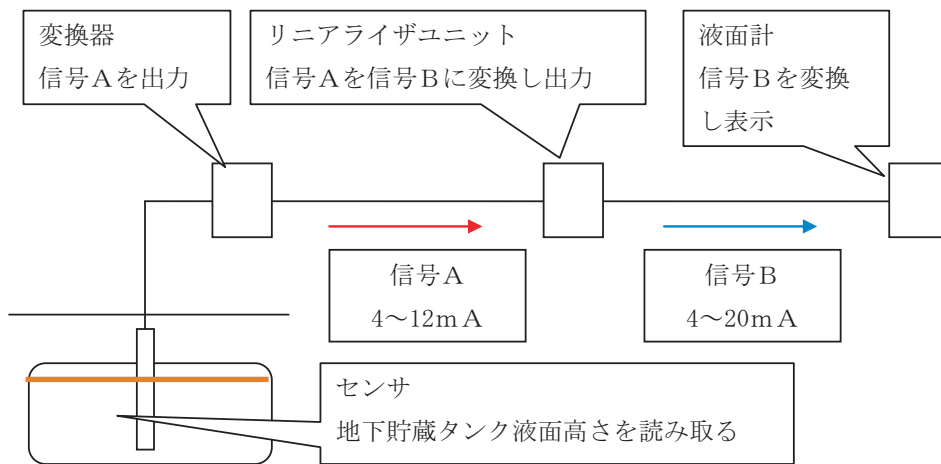 変換器
信号Aを出力
リニアライザユニット
信号Aを信号Bに変換し出力
液面計
信号Bを変換
し表示
信号A
4～12mA
信号B
4～20mA
センサ
地下貯蔵タンク液面高さを読み取る